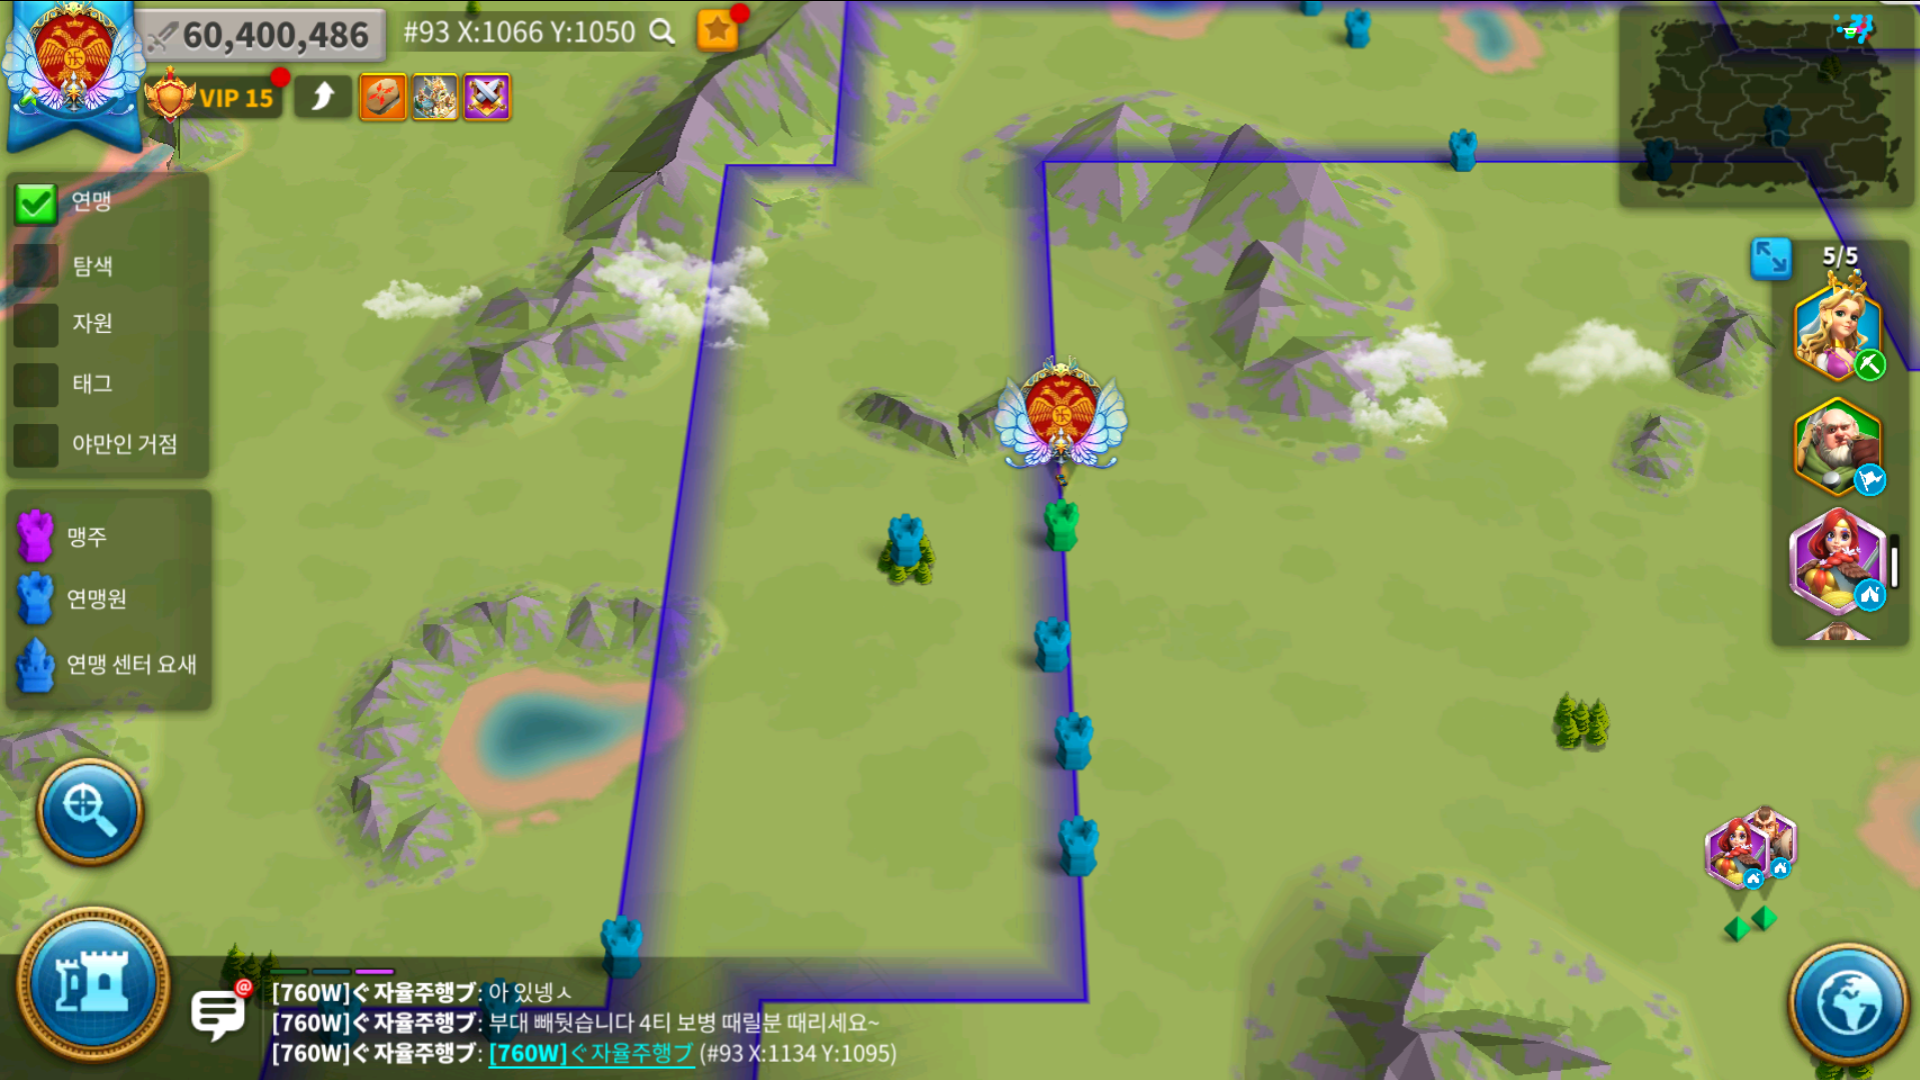 60,400,486
#93 X:1066 Y:1050
VIP 15
연맹
탐색
자원
태그
야만인 거점
맹주
연맹원
연맹 센터 요새
5/5
[760W]ぐ자율주행ブ: 아 있넹ㅅ
[760W]ぐ자율주행ブ: 부대 빼뒀습니다 4티 보병 때릴분 때리세요~
[760W]ぐ자율주행ブ: [760W]ぐ자율주행ブ (#93 X:1134 Y:1095)